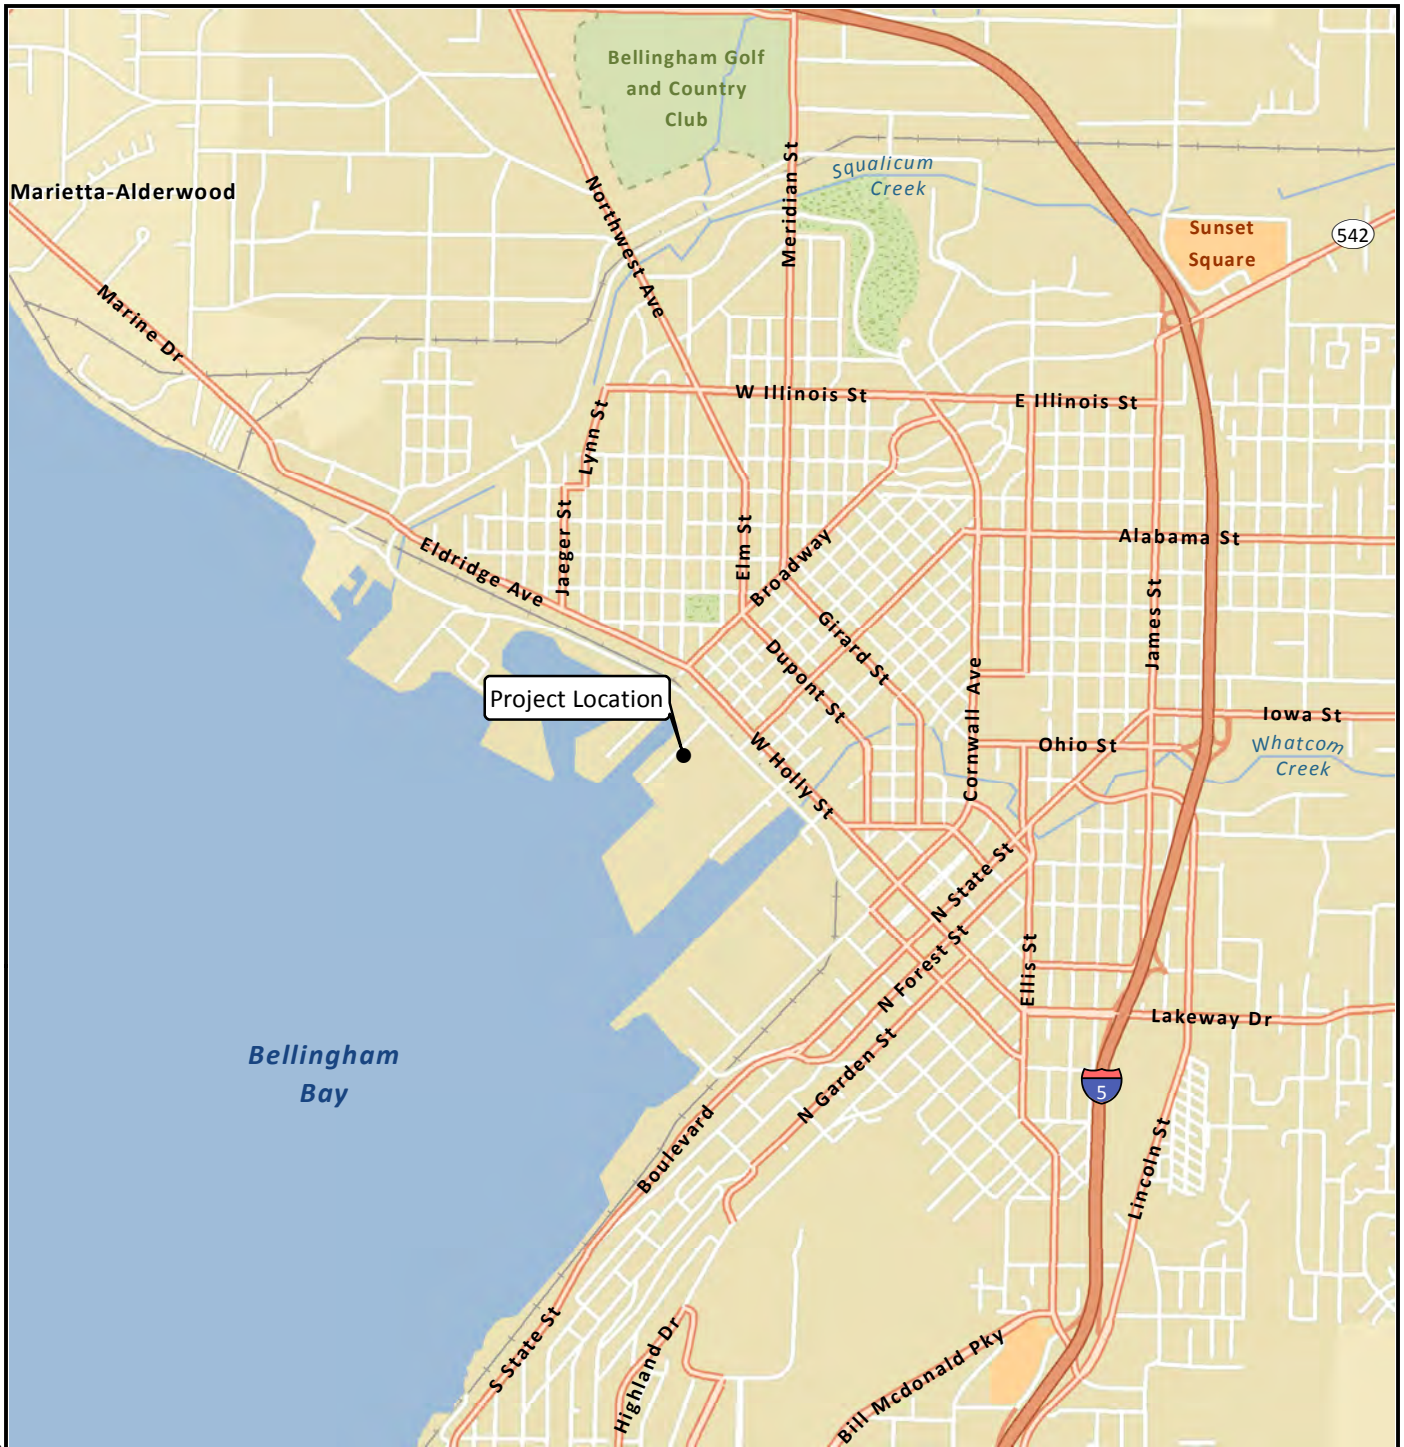 Bellingham Golf
and Country
Club
Marietta-Alderwood
Northwest Ave
Meridian St
Squalicum
Creek
Sunset
Square
542
Marine Dr
W Illinois St
E Illinois St
Lynn St
Jaeger St
Elm St
Broadway
Alabama St
Eldridge Ave
James St
Girard St
Dupont St
Cornwall Ave
Project Location
Iowa St
W Holly St
Ohio St
Whatcom
Creek
N State St
N Forest St
Ellis St
Lakeway Dr
Bellingham
Bay
N Garden St
5
Boulevard
Lincoln St
S State St
Highland Dr
Bill Mcdonald Pky